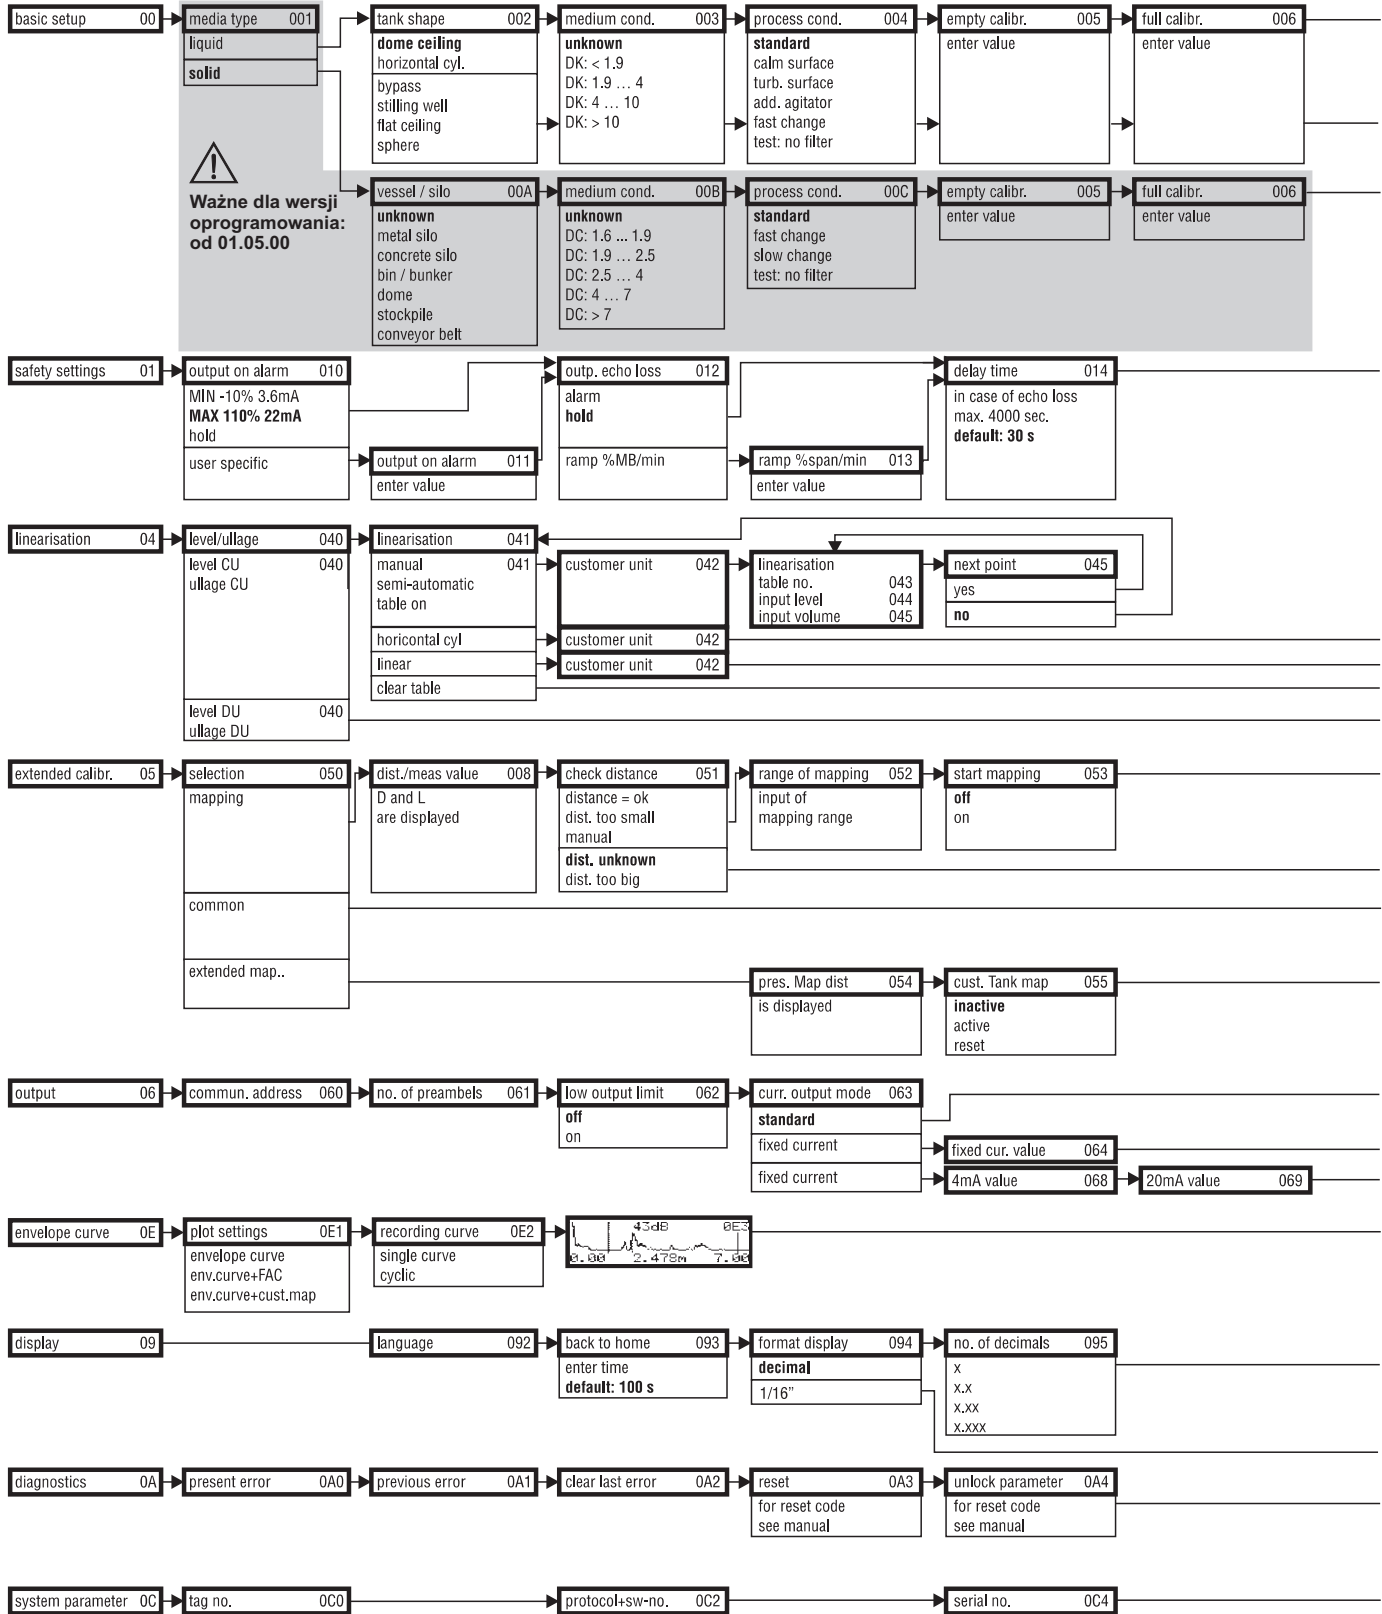 basic setup 00
media type 001
liquid
solid
tank shape 002
dome ceiling
horizontal cyl.
bypass
stilling well
flat ceiling
sphere
medium cond. 003
unknown
DK: < 1.9
DK: 1.9 … 4
DK: 4 … 10
DK: > 10
process cond. 004
standard
calm surface
turb. surface
add. agitator
fast change
test: no filter
empty calibr. 005
enter value
full calibr. 006
enter value
Ważne dla wersji
oprogramowania:
od 01.05.00
vessel / silo 00A
unknown
metal silo
concrete silo
bin / bunker
dome
stockpile
conveyor belt
medium cond. 00B
unknown
DC: 1.6 ... 1.9
DC: 1.9 … 2.5
DC: 2.5 … 4
DC: 4 … 7
DC: > 7
process cond. 00C
standard
fast change
slow change
test: no filter
empty calibr. 005
enter value
full calibr. 006
enter value
safety settings 01
output on alarm 010
MIN -10% 3.6mA
MAX 110% 22mA
hold
user specific
output on alarm 011
enter value
outp. echo loss 012
alarm
hold
ramp %MB/min
ramp %span/min 013
enter value
delay time 014
in case of echo loss
max. 4000 sec.
default: 30 s
linearisation 04
level/ullage 040
level CU 040
ullage CU
level DU 040
ullage DU
linearisation 041
manual 041
semi-automatic
table on
horicontal cyl
linear
clear table
customer unit 042
customer unit 042
customer unit 042
linearisation
table no. 043
input level 044
input volume 045
next point 045
yes
no
extended calibr. 05
selection 050
mapping
common
extended map..
dist./meas value 008
D and L
are displayed
check distance 051
distance = ok
dist. too small
manual
dist. unknown
dist. too big
range of mapping 052
input of
mapping range
start mapping 053
off
on
pres. Map dist 054
is displayed
cust. Tank map 055
inactive
active
reset
output 06
commun. address 060
no. of preambels 061
low output limit 062
off
on
curr. output mode 063
standard
fixed current
fixed current
fixed cur. value 064
4mA value 068
20mA value 069
envelope curve 0E
plot settings 0E1
envelope curve
env.curve+FAC
env.curve+cust.map
recording curve 0E2
single curve
cyclic
43dB 0E3
0.00 2.478m 7.00
display 09
language 092
back to home 093
enter time
default: 100 s
format display 094
decimal
1/16”
no. of decimals 095
x
x.x
x.xx
x.xxx
diagnostics 0A
present error 0A0
previous error 0A1
clear last error 0A2
reset 0A3
for reset code
see manual
unlock parameter 0A4
for reset code
see manual
system parameter 0C
tag no. 0C0
protocol+sw-no. 0C2
serial no. 0C4